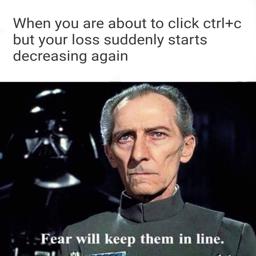 When you are about to click ctrl+c
but your loss suddenly starts
decreasing again
Fear will keep them in line.